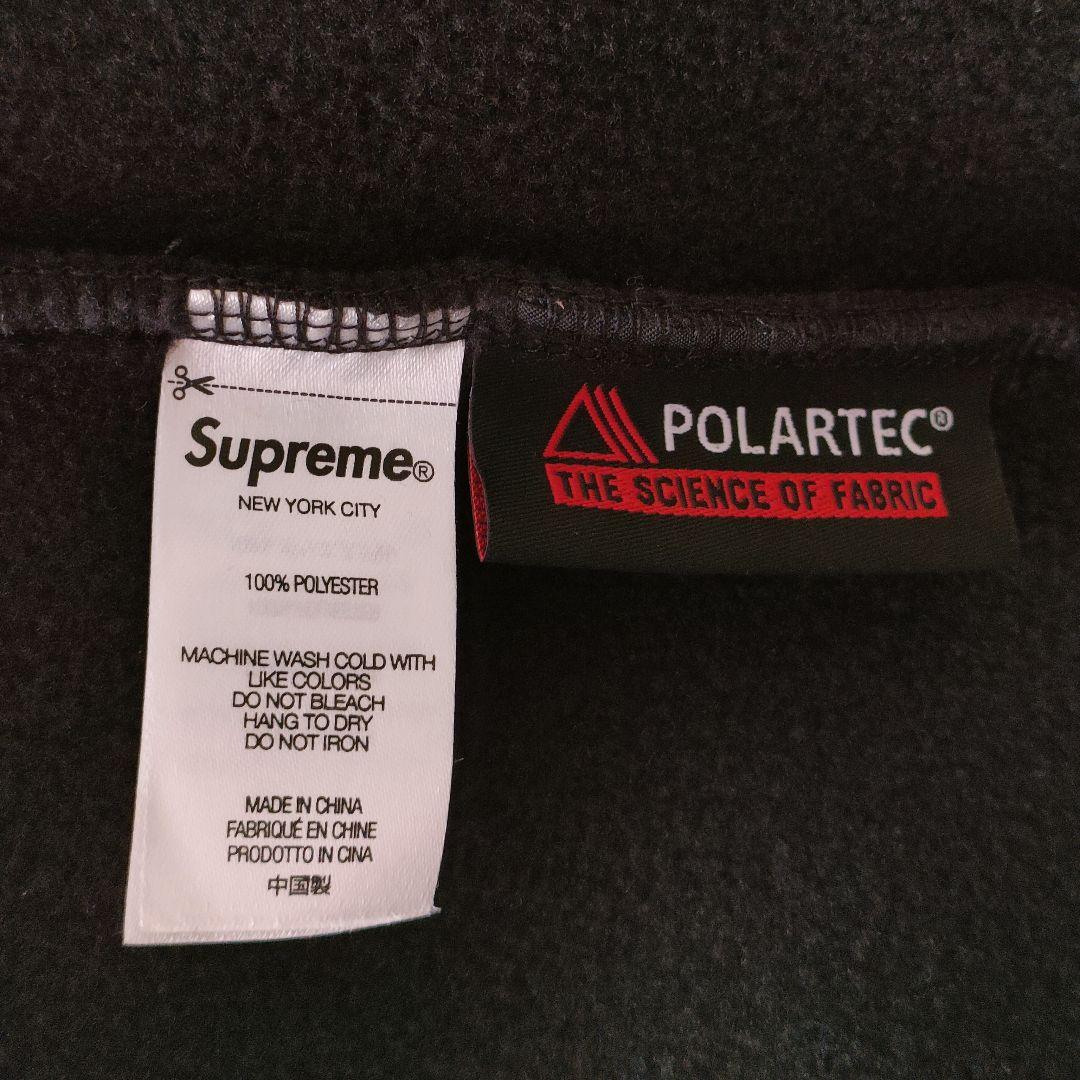 Supreme®
NEW YORK CITY
100% POLYESTER
MACHINE WASH COLD WITH
LIKE COLORS
DO NOT BLEACH
HANG TO DRY
DO NOT IRON
MADE IN CHINA
FABRIQUÉ EN CHINE
PRODOTTO IN CINA
中国製
POLARTEC®
THE SCIENCE OF FABRIC